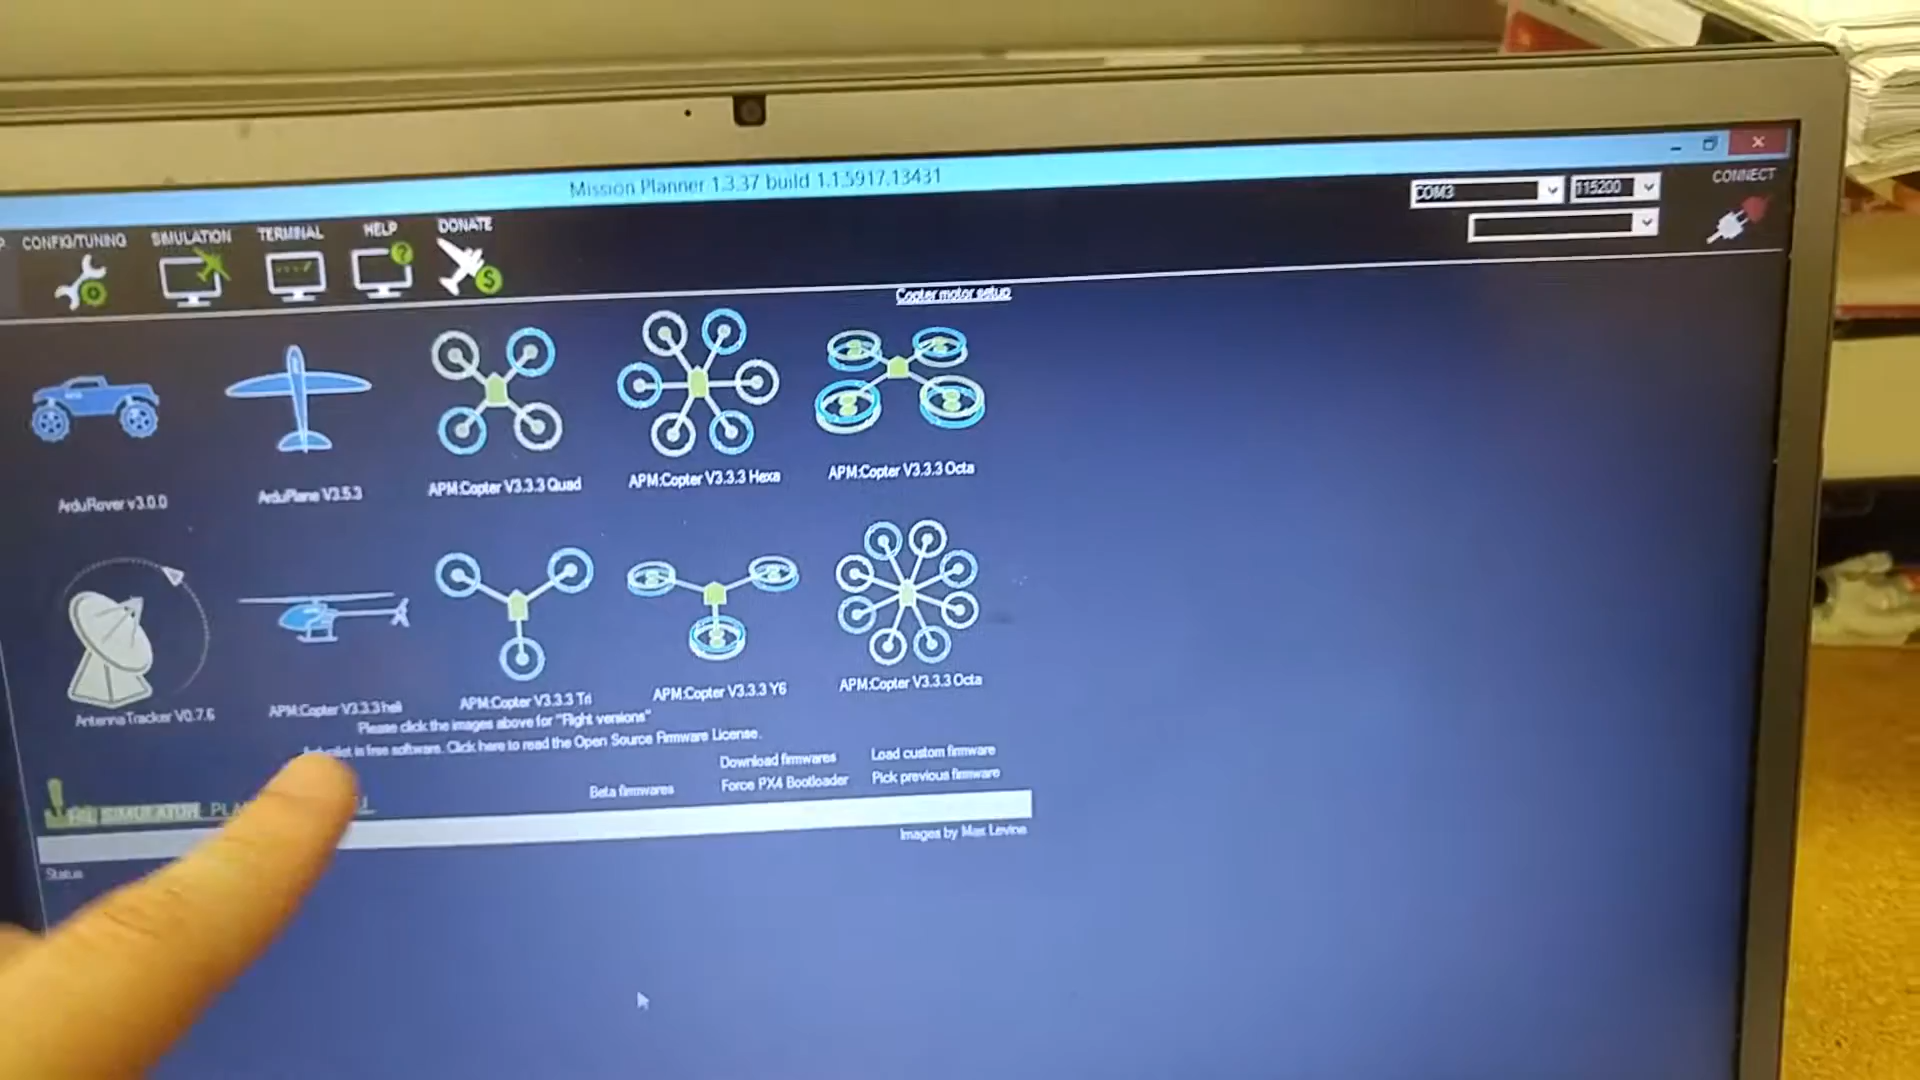 Mission Planner 1.3.37 build 1.1.5917.13431
CONFIG/TUNING SIMULATION TERMINAL HELP DONATE
COM3 115200 CONNECT
Copter motor setup
ArduRover v3.0.0 ArduPlane V3.5.3 APM:Copter V3.3.3 Quad APM:Copter V3.3.3 Hexa APM:Copter V3.3.3 Octa
AntennaTracker V0.7.6 APM:Copter V3.3.3 heli APM:Copter V3.3.3 Tri APM:Copter V3.3.3 Y6 APM:Copter V3.3.3 Octa
Please click the images above for "Flight versions"
is free software. Click here to read the Open Source Firmware License.
Download firmwares Load custom firmware
Beta firmwares Force PX4 Bootloader Pick previous firmware
SIMULATOR
Images by Max Levine
Status